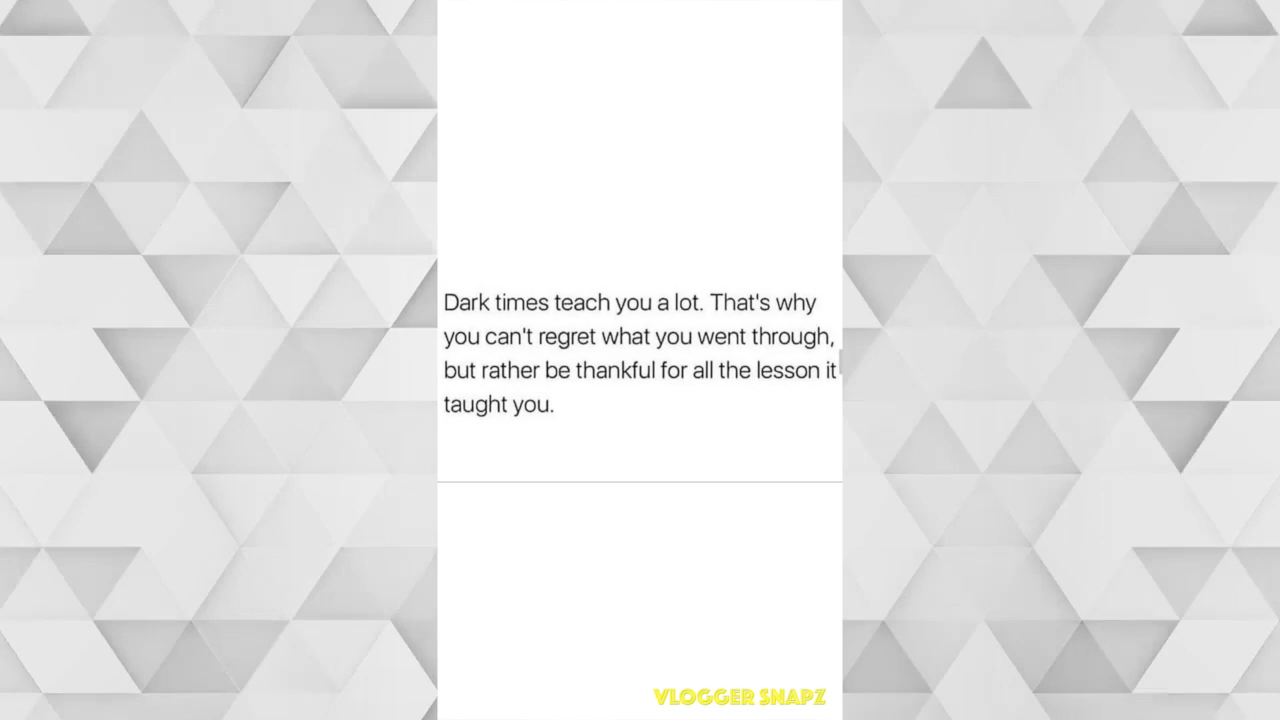 Dark times teach you a lot. That's why
you can't regret what you went through,
but rather be thankful for all the lesson it
taught you.
VLOGGER SNAPZ